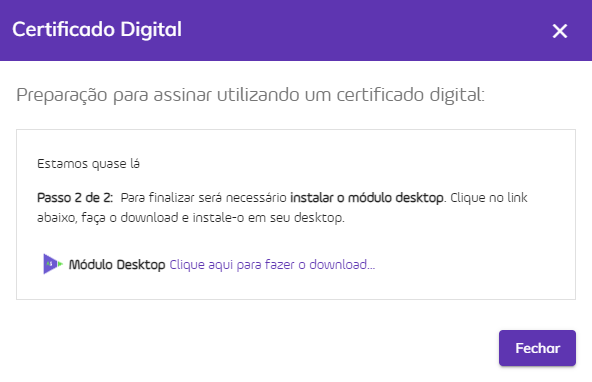 Certificado Digital
Preparação para assinar utilizando um certificado digital:
Estamos quase lá
Passo 2 de 2: Para finalizar será necessário instalar o módulo desktop. Clique no link
abaixo, faça o download e instale-o em seu desktop.
Módulo Desktop Clique aqui para fazer o download...
Fechar